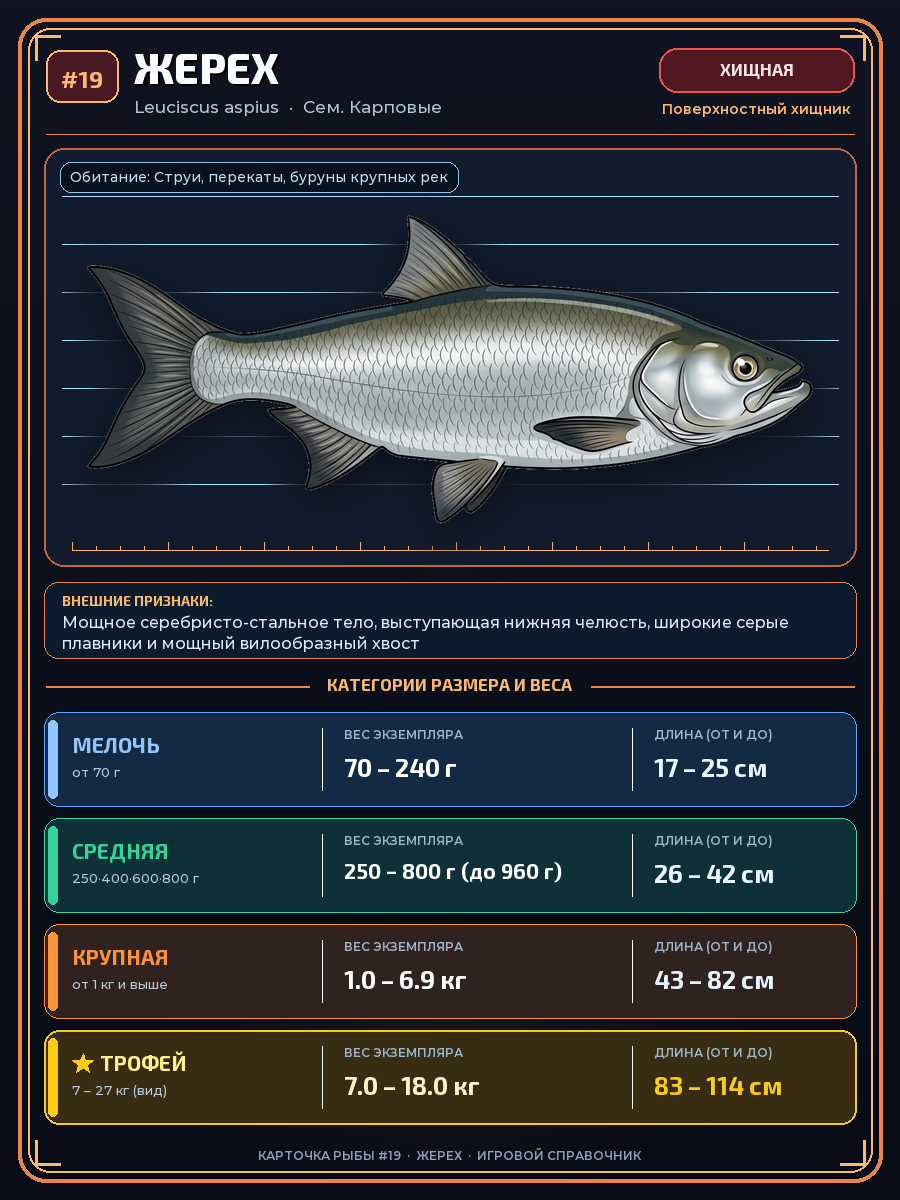 #19
ЖЕРЕХ
Leuciscus aspius · Сем. Карповые
ХИЩНАЯ
Поверхностный хищник
Обитание: Струи, перекаты, буруны крупных рек
ВНЕШНИЕ ПРИЗНАКИ:
Мощное серебристо-стальное тело, выступающая нижняя челюсть, широкие серые
плавники и мощный вилообразный хвост
КАТЕГОРИИ РАЗМЕРА И ВЕСА
МЕЛОЧЬ
от 70 г
ВЕС ЭКЗЕМПЛЯРА
70 – 240 г
ДЛИНА (ОТ И ДО)
17 – 25 см
СРЕДНЯЯ
250·400·600·800 г
ВЕС ЭКЗЕМПЛЯРА
250 – 800 г (до 960 г)
ДЛИНА (ОТ И ДО)
26 – 42 см
КРУПНАЯ
от 1 кг и выше
ВЕС ЭКЗЕМПЛЯРА
1.0 – 6.9 кг
ДЛИНА (ОТ И ДО)
43 – 82 см
★ ТРОФЕЙ
7 – 27 кг (вид)
ВЕС ЭКЗЕМПЛЯРА
7.0 – 18.0 кг
ДЛИНА (ОТ И ДО)
83 – 114 см
КАРТОЧКА РЫБЫ #19 · ЖЕРЕХ · ИГРОВОЙ СПРАВОЧНИК